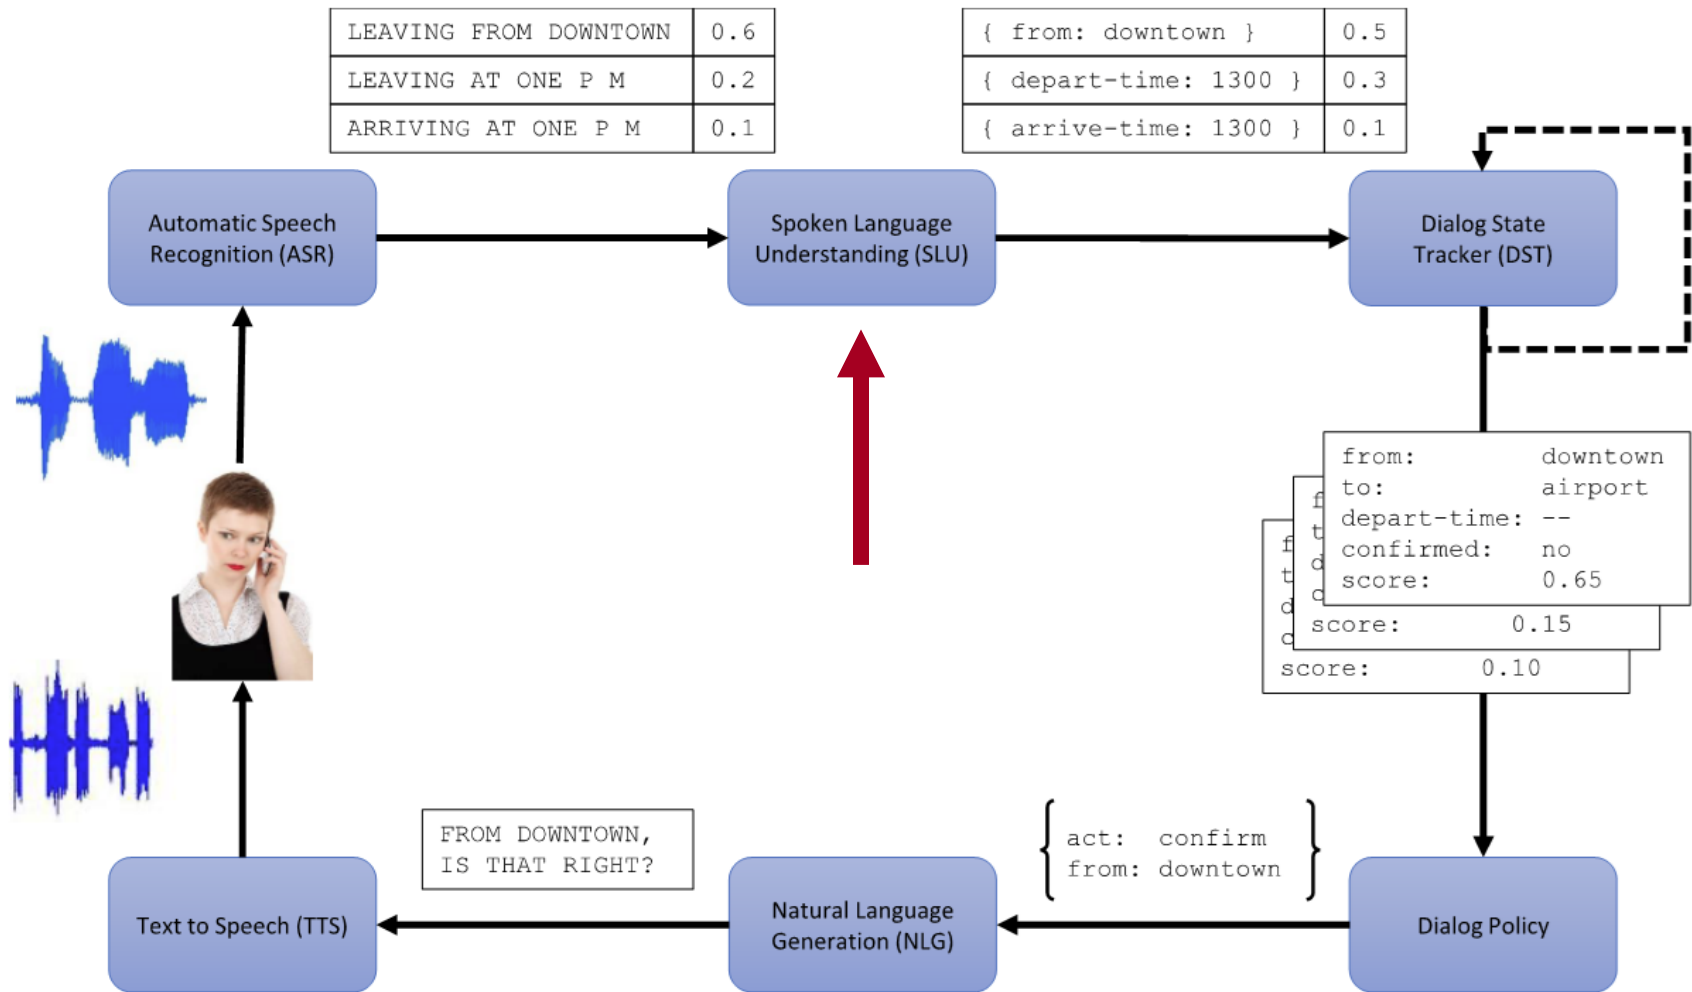 LEAVING FROM DOWNTOWN 0.6
LEAVING AT ONE P M 0.2
ARRIVING AT ONE P M 0.1
{ from: downtown } 0.5
{ depart-time: 1300 } 0.3
{ arrive-time: 1300 } 0.1
Automatic Speech
Recognition (ASR)
Spoken Language
Understanding (SLU)
Dialog State
Tracker (DST)
from: downtown
to: airport
depart-time: --
confirmed: no
score: 0.65
f
t
d
c
score: 0.15
f
t
d
c
score: 0.10
act: confirm
from: downtown
FROM DOWNTOWN,
IS THAT RIGHT?
Text to Speech (TTS)
Natural Language
Generation (NLG)
Dialog Policy